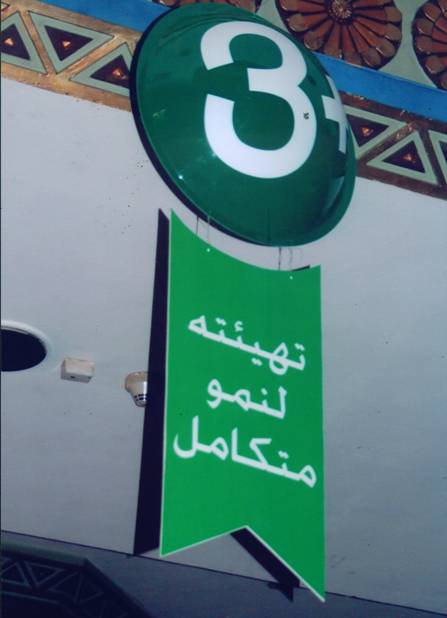 3+
تهيئته
لنمو
متكامل